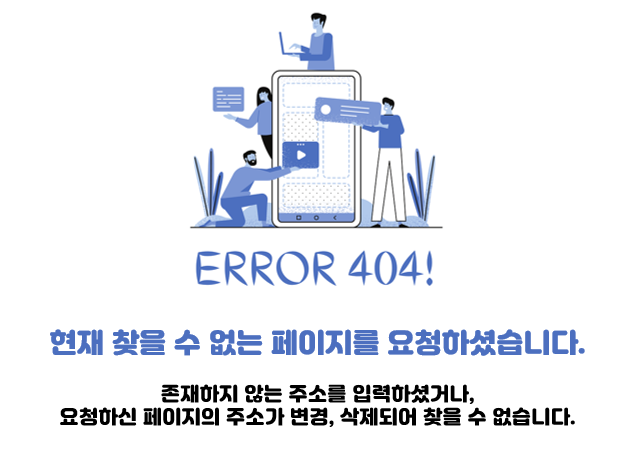 ERROR 404!
현재 찾을 수 없는 페이지를 요청하셨습니다.
존재하지 않는 주소를 입력하셨거나,
요청하신 페이지의 주소가 변경, 삭제되어 찾을 수 없습니다.